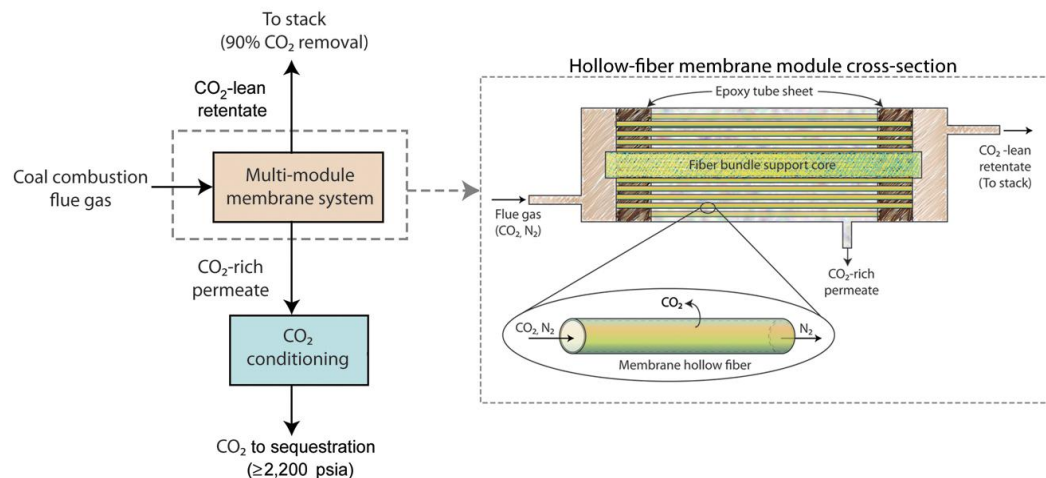 To stack
(90% CO₂ removal)
CO₂-lean
retentate
Coal combustion
flue gas
Multi-module
membrane system
CO₂-rich
permeate
CO₂
conditioning
CO₂ to sequestration
(≥2,200 psia)
Hollow-fiber membrane module cross-section
Epoxy tube sheet
Fiber bundle support core
CO₂ -lean
retentate
(To stack)
Flue gas
(CO₂, N₂)
CO₂-rich
permeate
CO₂
CO₂, N₂
N₂
Membrane hollow fiber